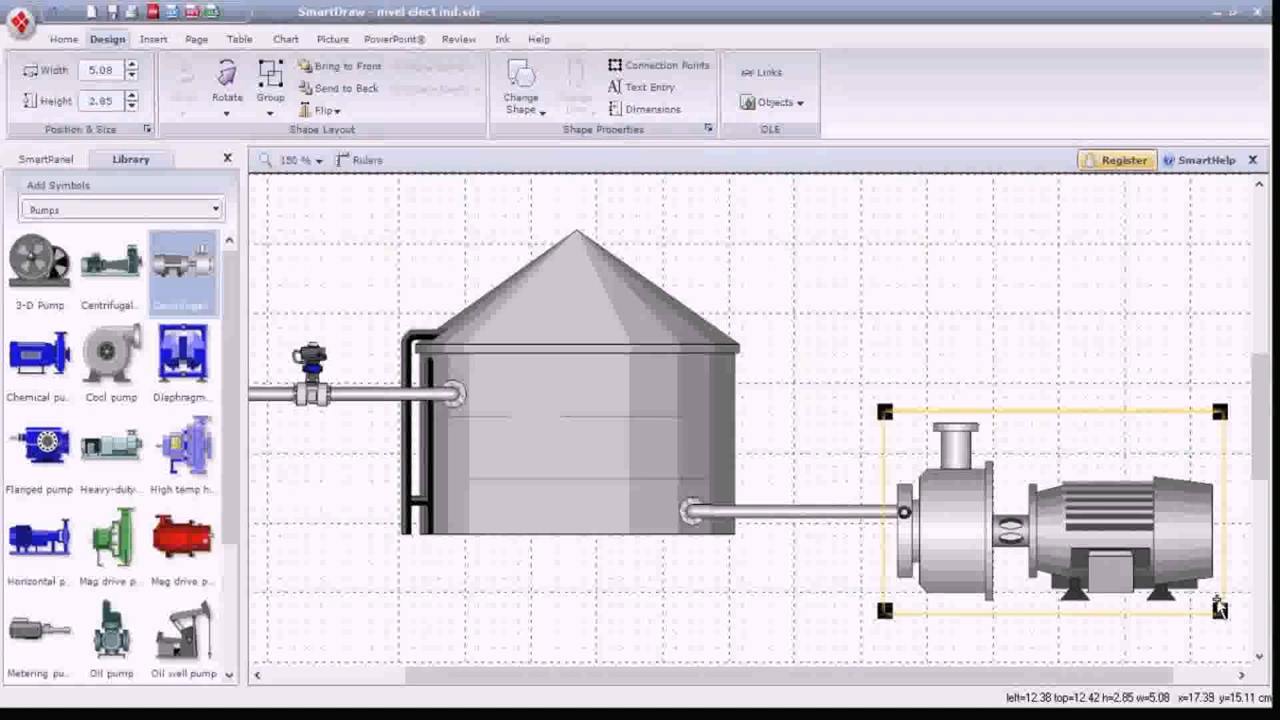 SmartDraw - nivel elect ind.sdr
Home Design Insert Page Table Chart Picture PowerPoint® Review Ink Help
Width 5.08
Height 2.85
Position & Size
Rotate
Group
Bring to Front
Send to Back
Flip
Shape Layout
Change Shape
Connection Points
Text Entry
Dimensions
Shape Properties
Links
Objects
OLE
SmartPanel Library
150 % Rulers
Register SmartHelp
Add Symbols
Pumps
3-D Pump Centrifugal.. Centrifugal..
Chemical pu.. Cool pump Diaphragm..
Flanged pump Heavy-duty.. High temp h..
Horizontal p.. Mag drive p.. Mag drive p..
Metering pu.. Oil pump Oil well pump
left=12.38 top=12.42 h=2.85 w=5.08 x=17.39 y=15.11 cm